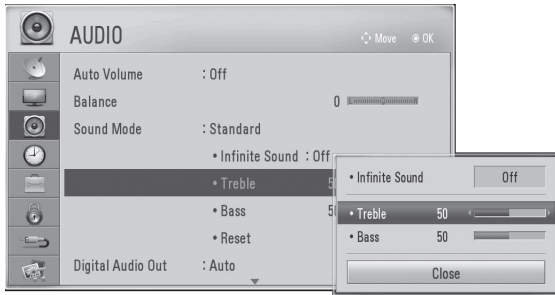 AUDIO
Move OK
Auto Volume : Off
Balance 0 L R
Sound Mode : Standard
• Infinite Sound : Off
• Treble 5
• Bass 5
• Reset
Digital Audio Out : Auto
• Infinite Sound Off
• Treble 50
• Bass 50
Close